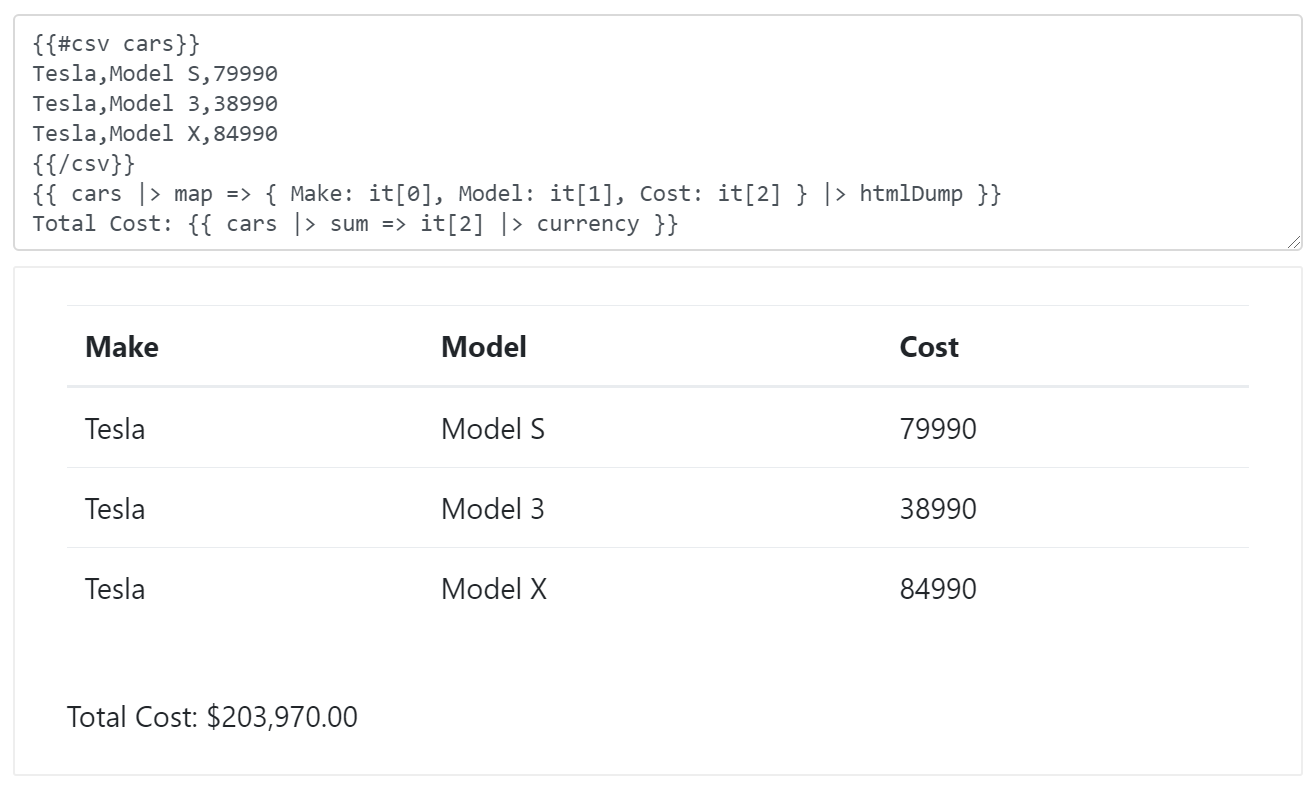 {{#csv cars}}
Tesla,Model S,79990
Tesla,Model 3,38990
Tesla,Model X,84990
{{/csv}}
{{ cars |> map => { Make: it[0], Model: it[1], Cost: it[2] } |> htmlDump }}
Total Cost: {{ cars |> sum => it[2] |> currency }}
Make Model Cost
Tesla Model S 79990
Tesla Model 3 38990
Tesla Model X 84990
Total Cost: $203,970.00